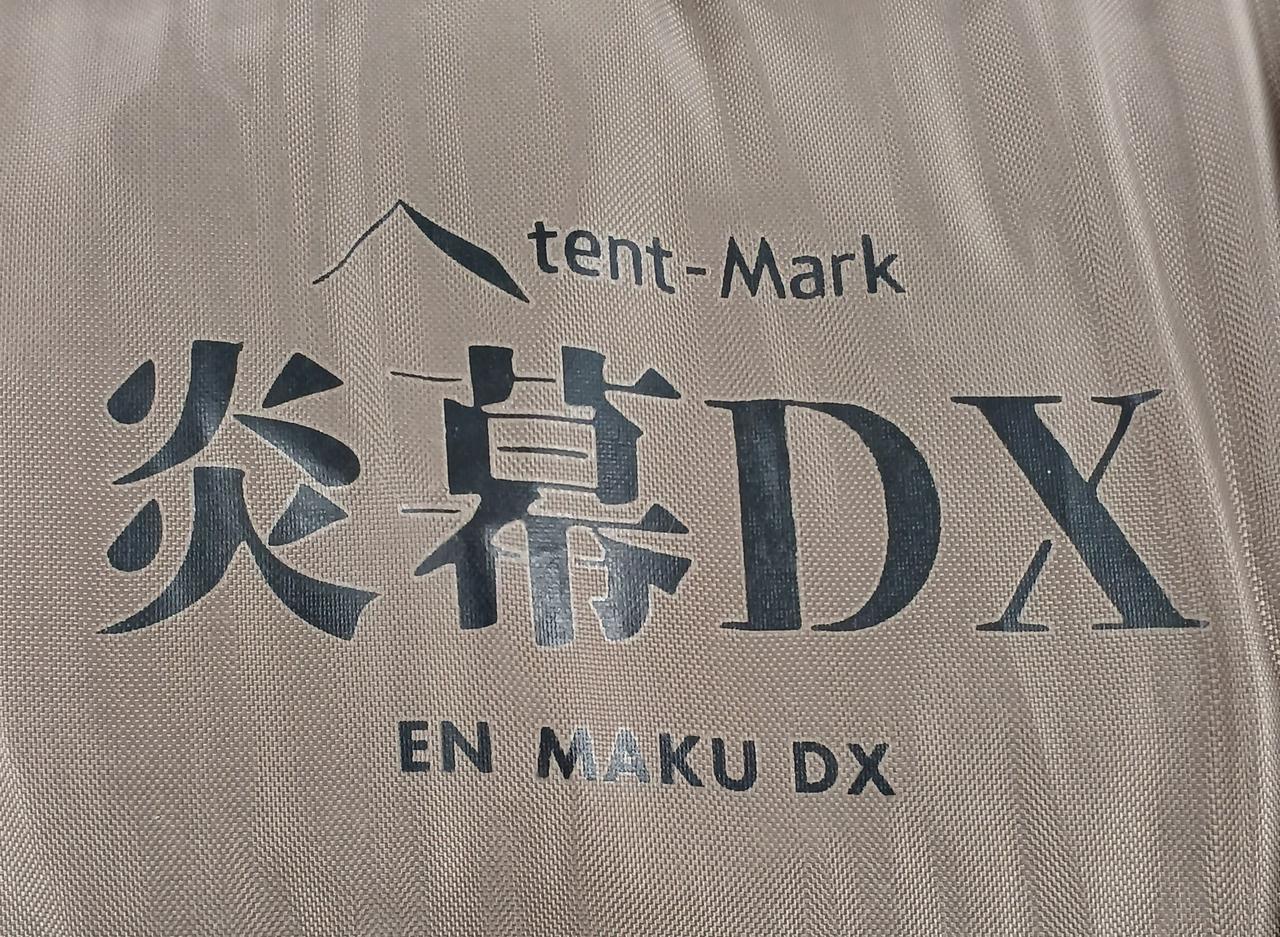 tent-Mark
炎幕DX
EN MAKU DX